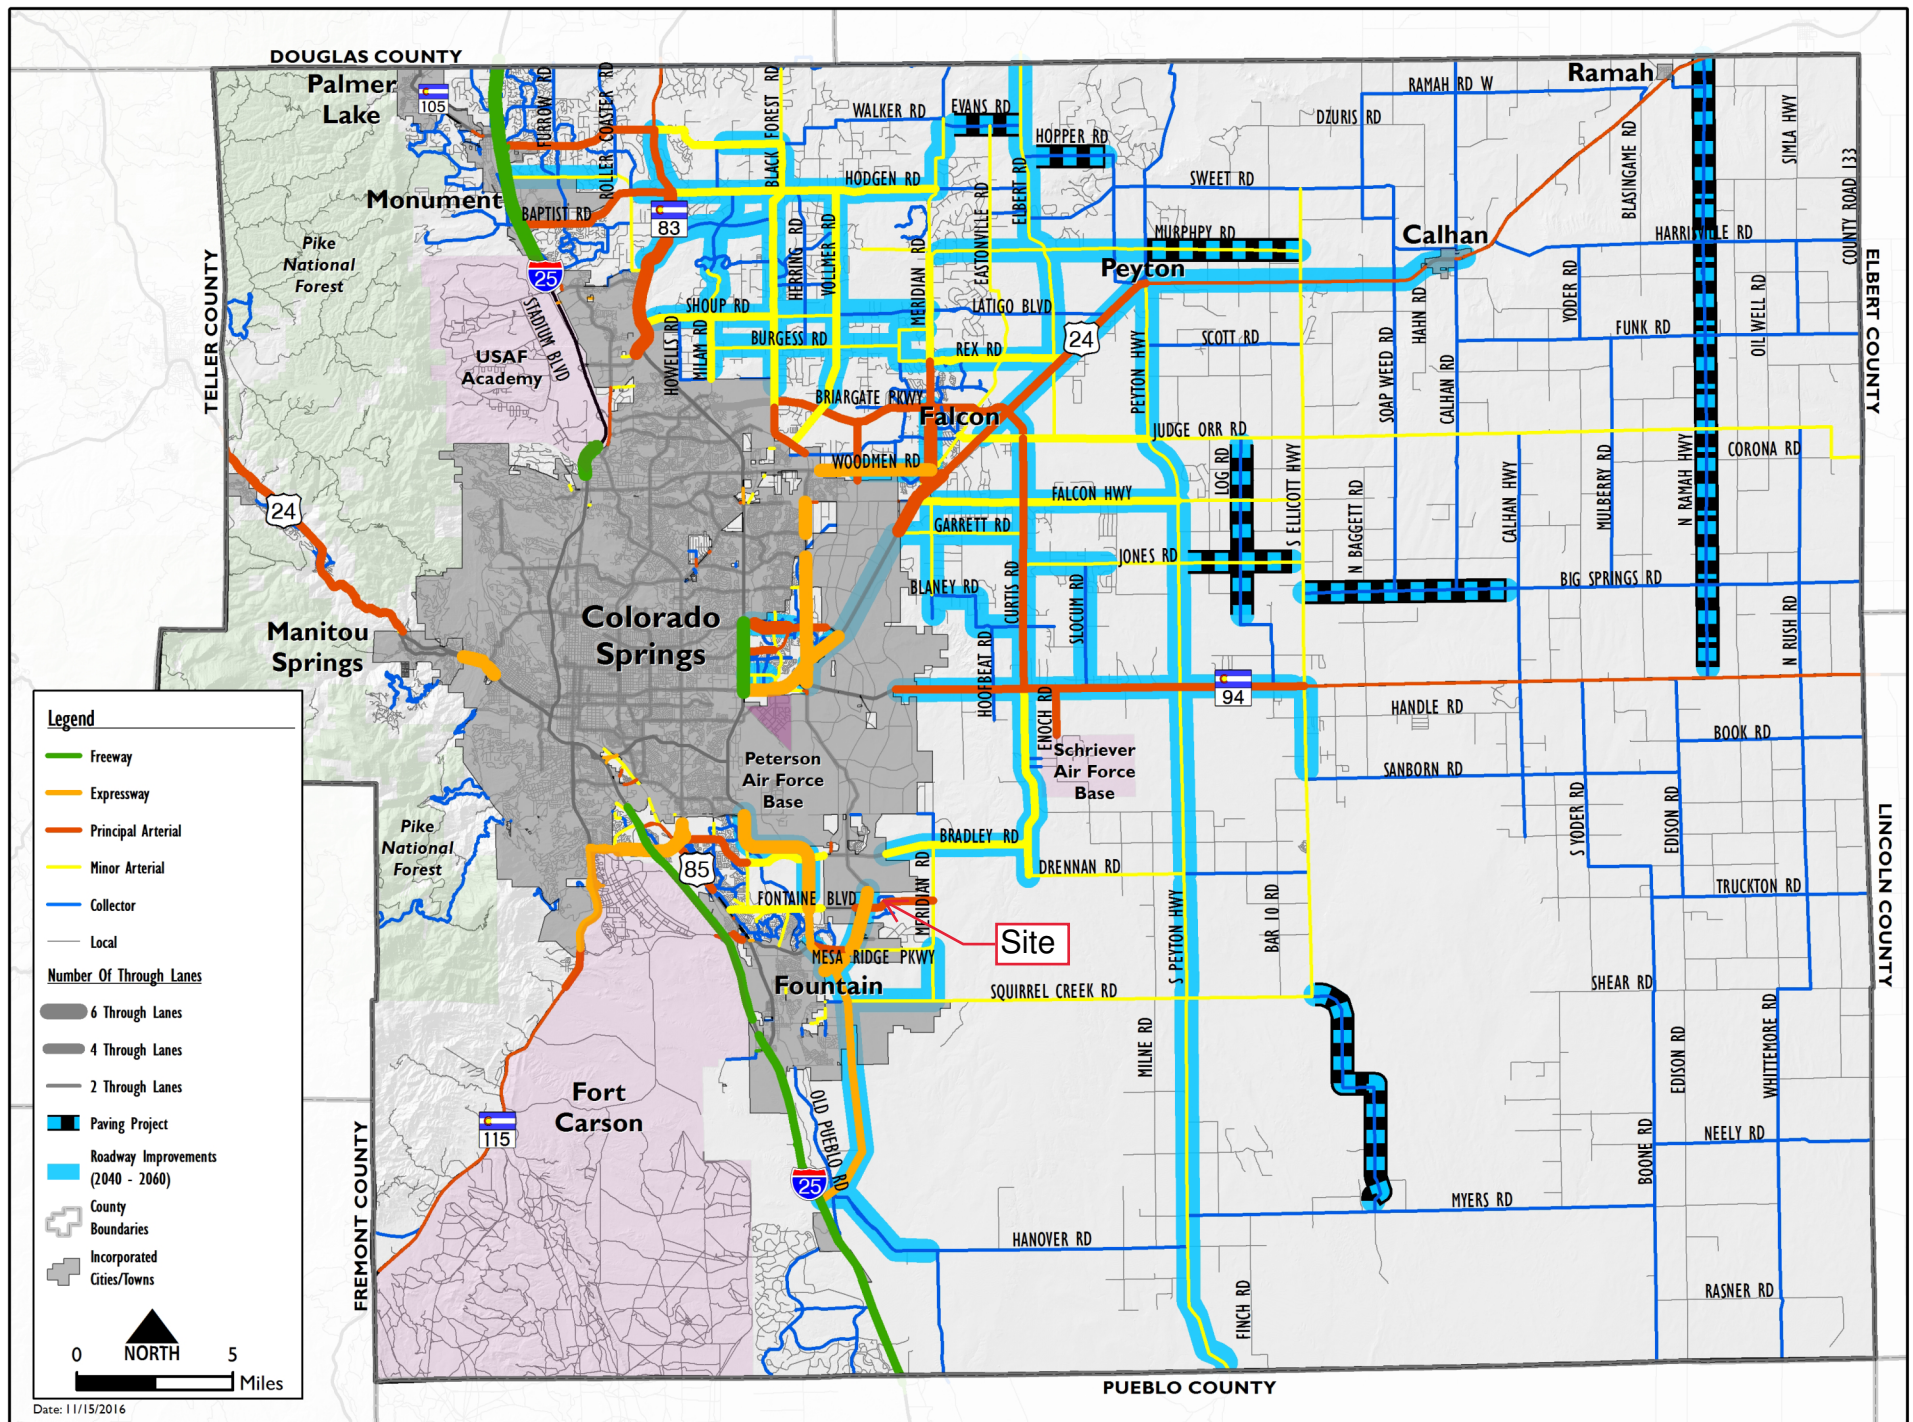 DOUGLAS COUNTY
Palmer
Lake
105
FURROW RD
ROLLER COASTER RD
BLACK FOREST RD
WALKER RD
EVANS RD
HOPPER RD
RAMAH RD W
Ramah
DZURIS RD
BLASINGAME RD
SIMLA HWY
COUNTY ROAD 133
Monument
BAPTIST RD
83
HODGEN RD
SWEET RD
ELBERT RD
EASTONVILLE RD
Pike
National
Forest
25
HERRING RD
VOLLMER RD
MERIDIAN RD
MURPHPY RD
Peyton
Calhan
HARRISVILLE RD
TELLER COUNTY
ELBERT COUNTY
STADIUM BLVD
USAF
Academy
SHOUP RD
HOWELLS RD
MILAM RD
BURGESS RD
LATIGO BLVD
REX RD
24
PEYTON HWY
SCOTT RD
SOAP WEED RD
HAHN RD
CALHAN RD
YODER RD
FUNK RD
OIL WELL RD
BRIARGATE PKWY
Falcon
WOODMEN RD
JUDGE ORR RD
CORONA RD
24
FALCON HWY
LOG RD
S ELLICOTT HWY
N BAGGETT RD
CALHAN HWY
MULBERRY RD
N RAMAH HWY
GARRETT RD
JONES RD
BLANEY RD
CURTIS RD
SLOCUM RD
BIG SPRINGS RD
Colorado
Springs
Manitou
Springs
HOOFBEAT RD
N RUSH RD
94
ENOCH RD
HANDLE RD
BOOK RD
Schriever
Air Force
Base
Peterson
Air Force
Base
SANBORN RD
S YODER RD
EDISON RD
LINCOLN COUNTY
Pike
National
Forest
85
BRADLEY RD
DRENNAN RD
TRUCKTON RD
FONTAINE BLVD
MERIDIAN RD
Site
S PEYTON HWY
BAR 10 RD
MESA RIDGE PKWY
Fountain
SQUIRREL CREEK RD
SHEAR RD
MILNE RD
EDISON RD
WHITTEMORE RD
Fort
Carson
115
OLD PUEBLO RD
25
BOONE RD
NEELY RD
MYERS RD
HANOVER RD
FREMONT COUNTY
FINCH RD
RASNER RD
PUEBLO COUNTY
Legend
Freeway
Expressway
Principal Arterial
Minor Arterial
Collector
Local
Number Of Through Lanes
6 Through Lanes
4 Through Lanes
2 Through Lanes
Paving Project
Roadway Improvements
(2040 - 2060)
County
Boundaries
Incorporated
Cities/Towns
NORTH
0 5
Miles
Date: 11/15/2016